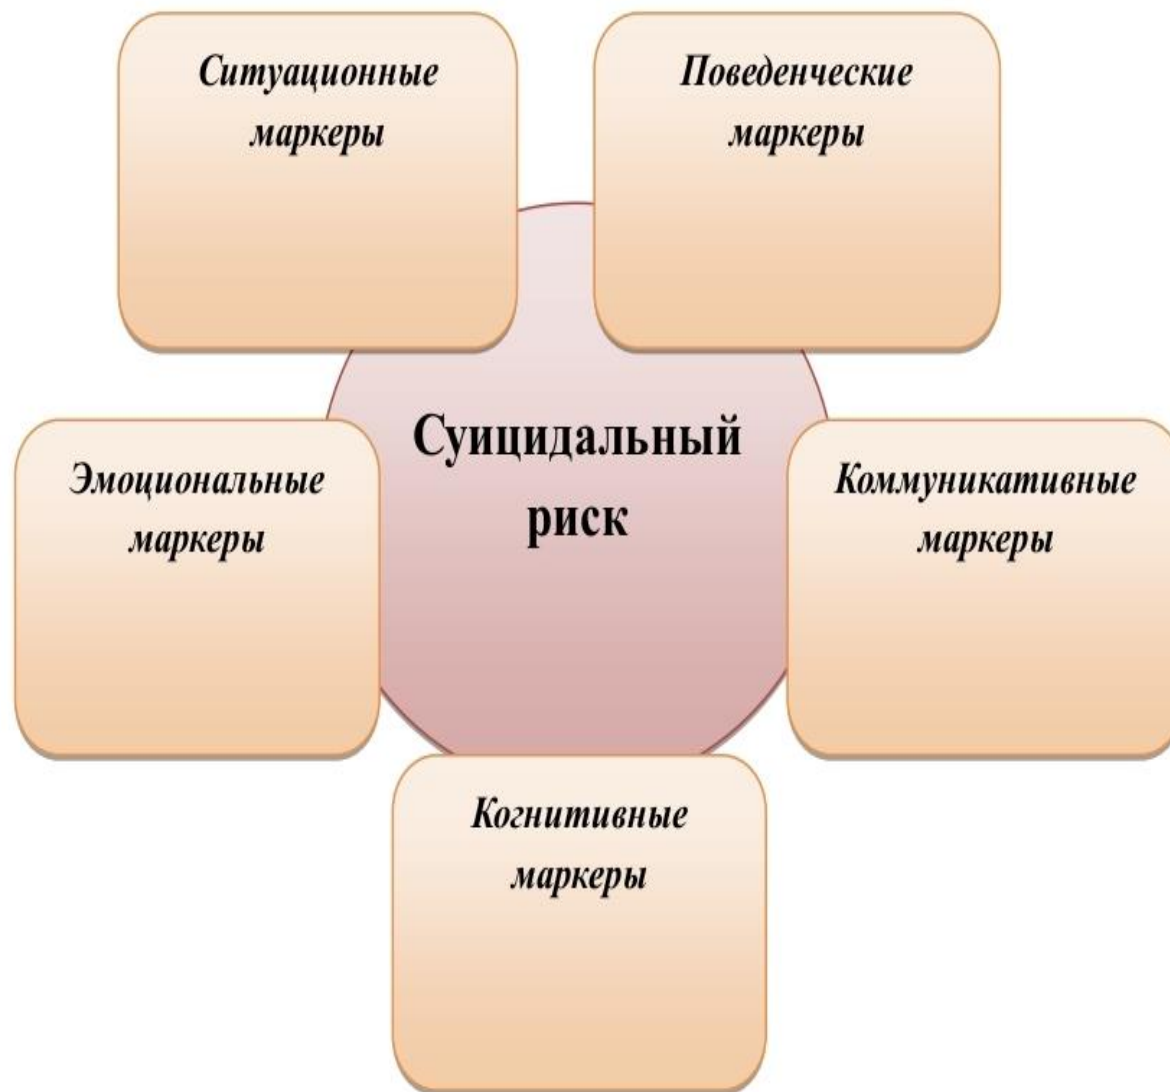 Ситуационные
маркеры
Поведенческие
маркеры
Суицидальный
риск
Эмоциональные
маркеры
Коммуникативные
маркеры
Когнитивные
маркеры